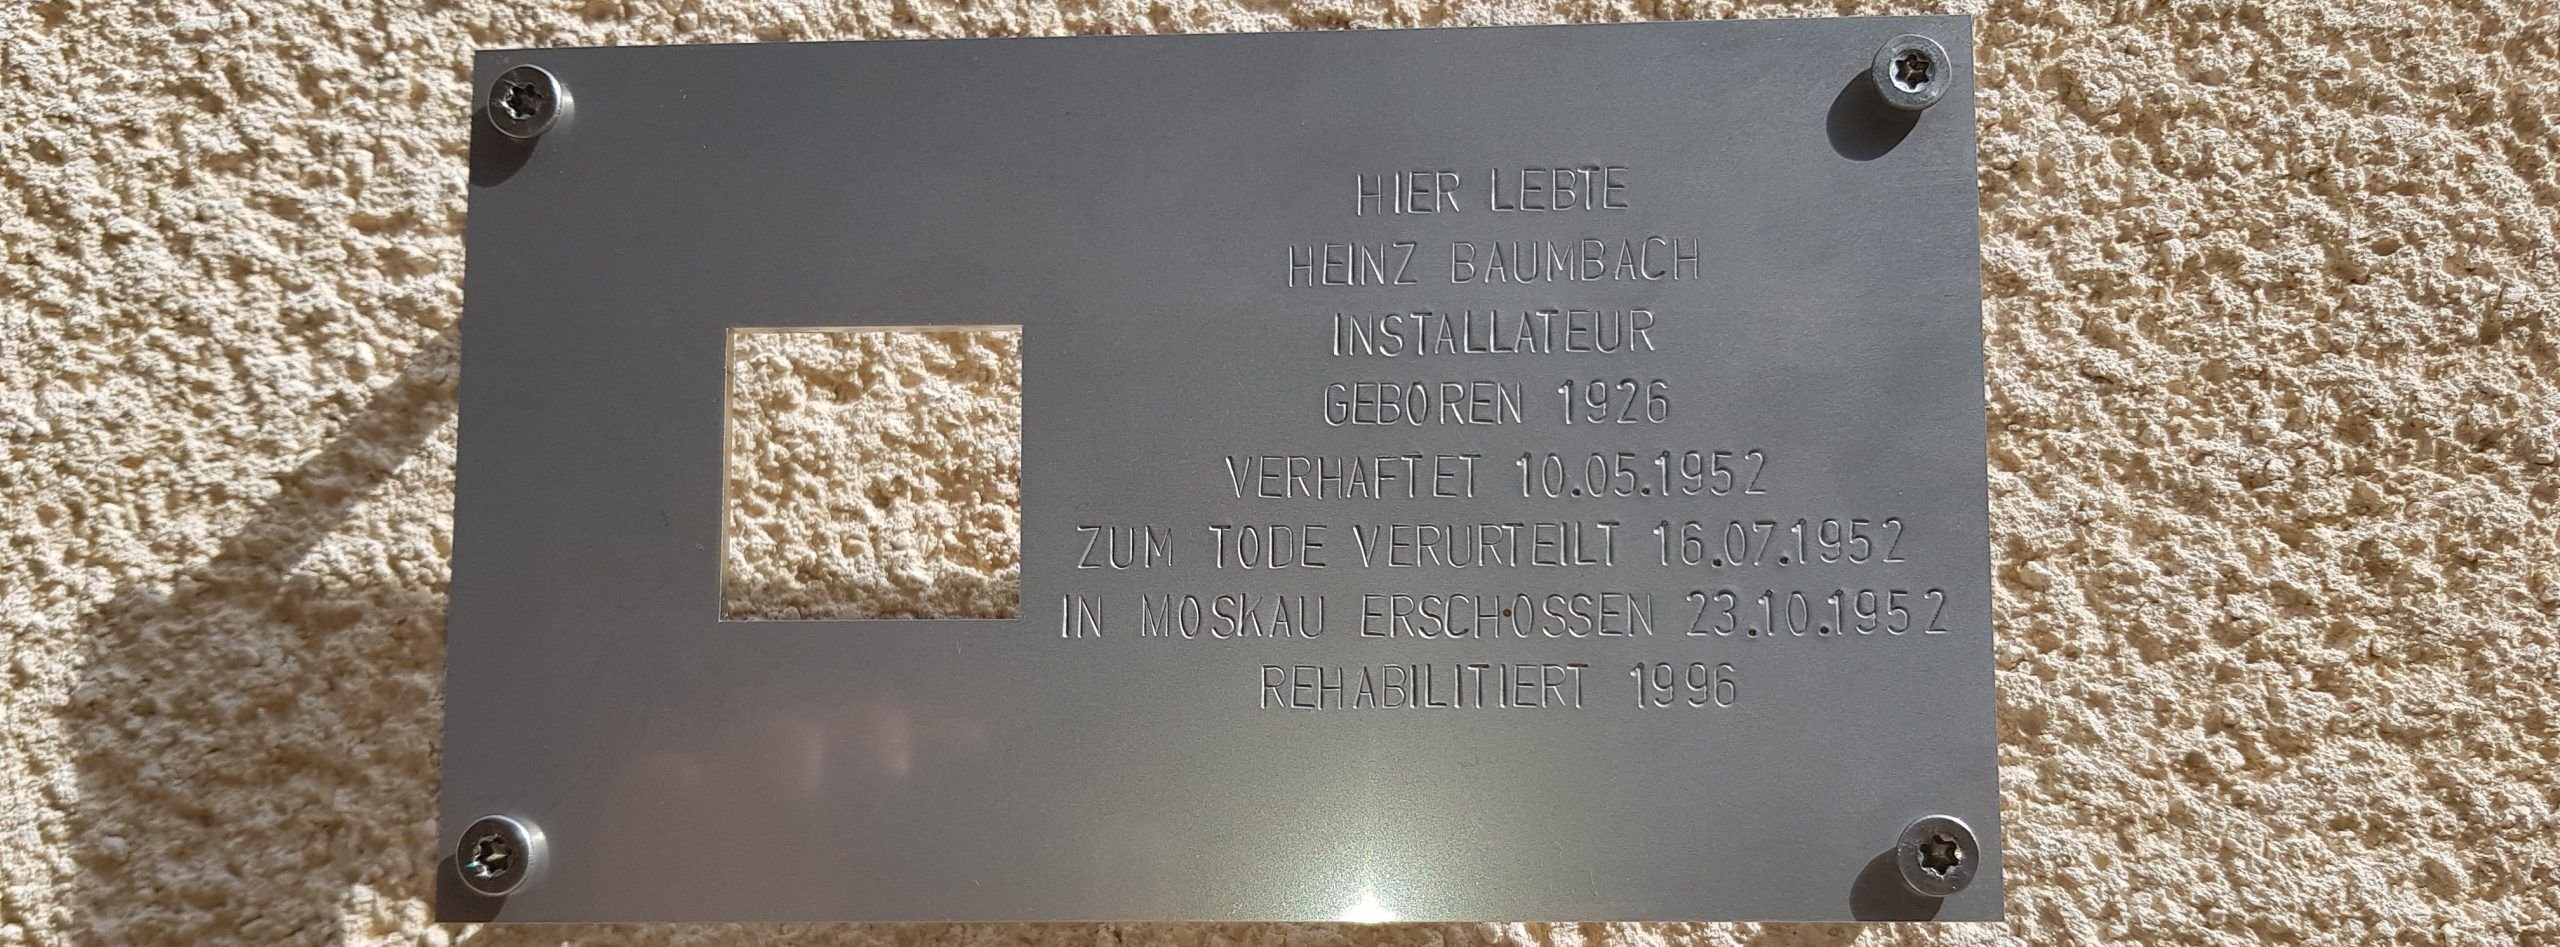 HIER LEBTE
HEINZ BAUMBACH
INSTALLATEUR
GEBOREN 1926
VERHAFTET 10.05.1952
ZUM TODE VERURTEILT 16.07.1952
IN MOSKAU ERSCHOSSEN 23.10.1952
REHABILITIERT 1996